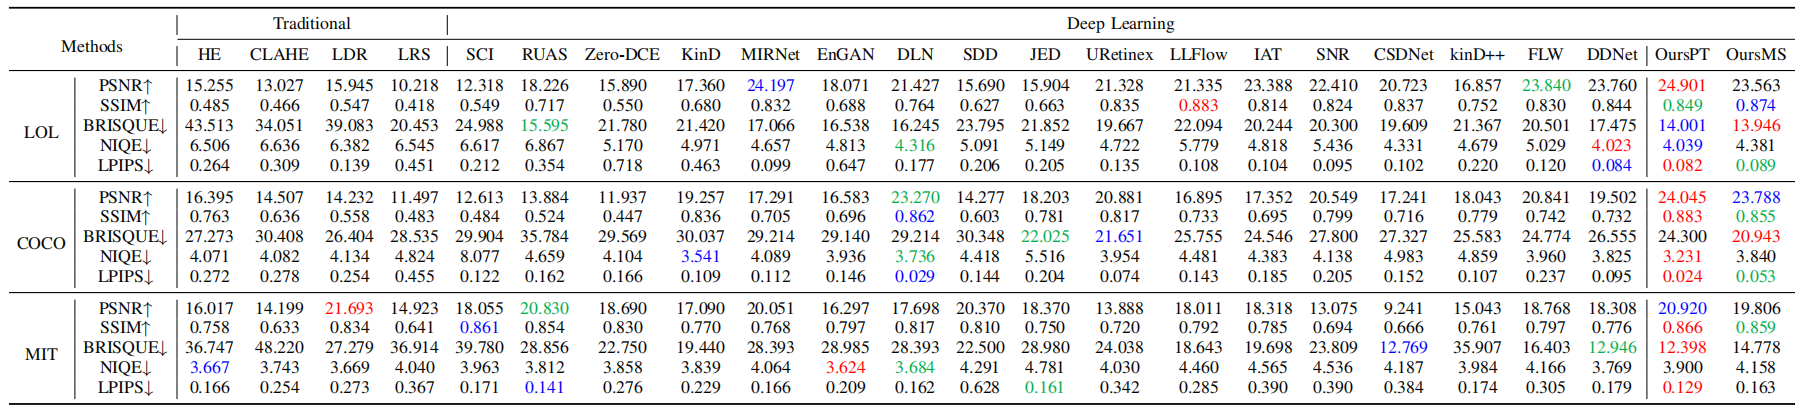 Traditional Deep Learning
Methods
HE CLAHE LDR LRS SCI RUAS Zero-DCE KinD MIRNet EnGAN DLN SDD JED URetinex LLFlow IAT SNR CSDNet kinD++ FLW DDNet OursPT OursMS
PSNR↑ 15.255 13.027 15.945 10.218 12.318 18.226 15.890 17.360 24.197 18.071 21.427 15.690 15.904 21.328 21.335 23.388 22.410 20.723 16.857 23.840 23.760 24.901 23.563
SSIM↑ 0.485 0.466 0.547 0.418 0.549 0.717 0.550 0.680 0.832 0.688 0.764 0.627 0.663 0.835 0.883 0.814 0.824 0.837 0.752 0.830 0.844 0.849 0.874
LOL BRISQUE↓ 43.513 34.051 39.083 20.453 24.988 15.595 21.780 21.420 17.066 16.538 16.245 23.795 21.852 19.667 22.094 20.244 20.300 19.609 21.367 20.501 17.475 14.001 13.946
NIQE↓ 6.506 6.636 6.382 6.545 6.617 6.867 5.170 4.971 4.657 4.813 4.316 5.091 5.149 4.722 5.779 4.818 5.436 4.331 4.679 5.029 4.023 4.039 4.381
LPIPS↓ 0.264 0.309 0.139 0.451 0.212 0.354 0.718 0.463 0.099 0.647 0.177 0.206 0.205 0.135 0.108 0.104 0.095 0.102 0.220 0.120 0.084 0.082 0.089
PSNR↑ 16.395 14.507 14.232 11.497 12.613 13.884 11.937 19.257 17.291 16.583 23.270 14.277 18.203 20.881 16.895 17.352 20.549 17.241 18.043 20.841 19.502 24.045 23.788
SSIM↑ 0.763 0.636 0.558 0.483 0.484 0.524 0.447 0.836 0.705 0.696 0.862 0.603 0.781 0.817 0.733 0.695 0.799 0.716 0.779 0.742 0.732 0.883 0.855
COCO BRISQUE↓ 27.273 30.408 26.404 28.535 29.904 35.784 29.569 30.037 29.214 29.140 29.214 30.348 22.025 21.651 25.755 24.546 27.800 27.327 25.583 24.774 26.555 24.300 20.943
NIQE↓ 4.071 4.082 4.134 4.824 8.077 4.659 4.104 3.541 4.089 3.936 3.736 4.418 5.516 3.954 4.481 4.383 4.138 4.983 4.859 3.960 3.825 3.231 3.840
LPIPS↓ 0.272 0.278 0.254 0.455 0.122 0.162 0.166 0.109 0.112 0.146 0.029 0.144 0.204 0.074 0.143 0.185 0.205 0.152 0.107 0.237 0.095 0.024 0.053
PSNR↑ 16.017 14.199 21.693 14.923 18.055 20.830 18.690 17.090 20.051 16.297 17.698 20.370 18.370 13.888 18.011 18.318 13.075 9.241 15.043 18.768 18.308 20.920 19.806
SSIM↑ 0.758 0.633 0.834 0.641 0.861 0.854 0.830 0.770 0.768 0.797 0.817 0.810 0.750 0.720 0.792 0.785 0.694 0.666 0.761 0.797 0.776 0.866 0.859
MIT BRISQUE↓ 36.747 48.220 27.279 36.914 39.780 28.856 22.750 19.440 28.393 28.985 28.393 22.500 28.980 24.038 18.643 19.698 23.809 12.769 35.907 16.403 12.946 12.398 14.778
NIQE↓ 3.667 3.743 3.669 4.040 3.963 3.812 3.858 3.839 4.064 3.624 3.684 4.291 4.781 4.030 4.460 4.565 4.536 4.187 3.984 4.166 3.769 3.900 4.158
LPIPS↓ 0.166 0.254 0.273 0.367 0.171 0.141 0.276 0.229 0.166 0.209 0.162 0.628 0.161 0.342 0.285 0.390 0.390 0.384 0.174 0.305 0.179 0.129 0.163